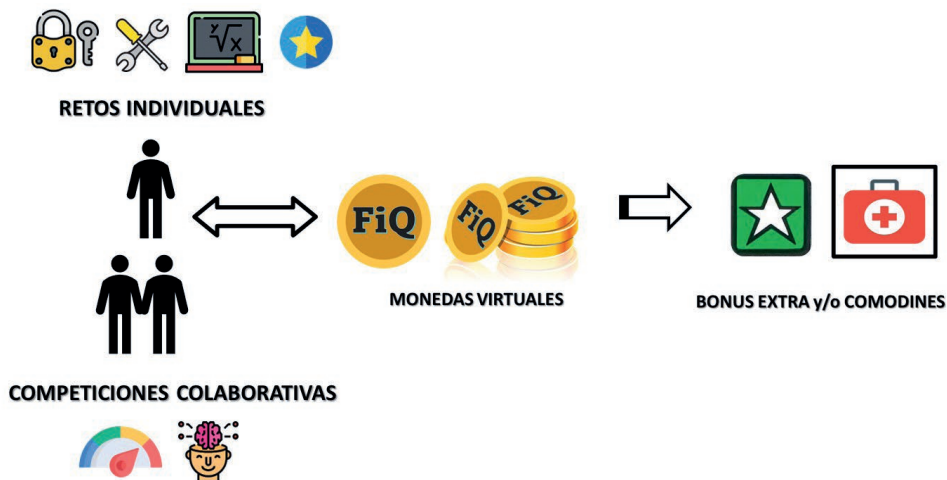 y√x
RETOS INDIVIDUALES
FiQ
FiQ
FiQ
MONEDAS VIRTUALES
BONUS EXTRA y/o COMODINES
COMPETICIONES COLABORATIVAS